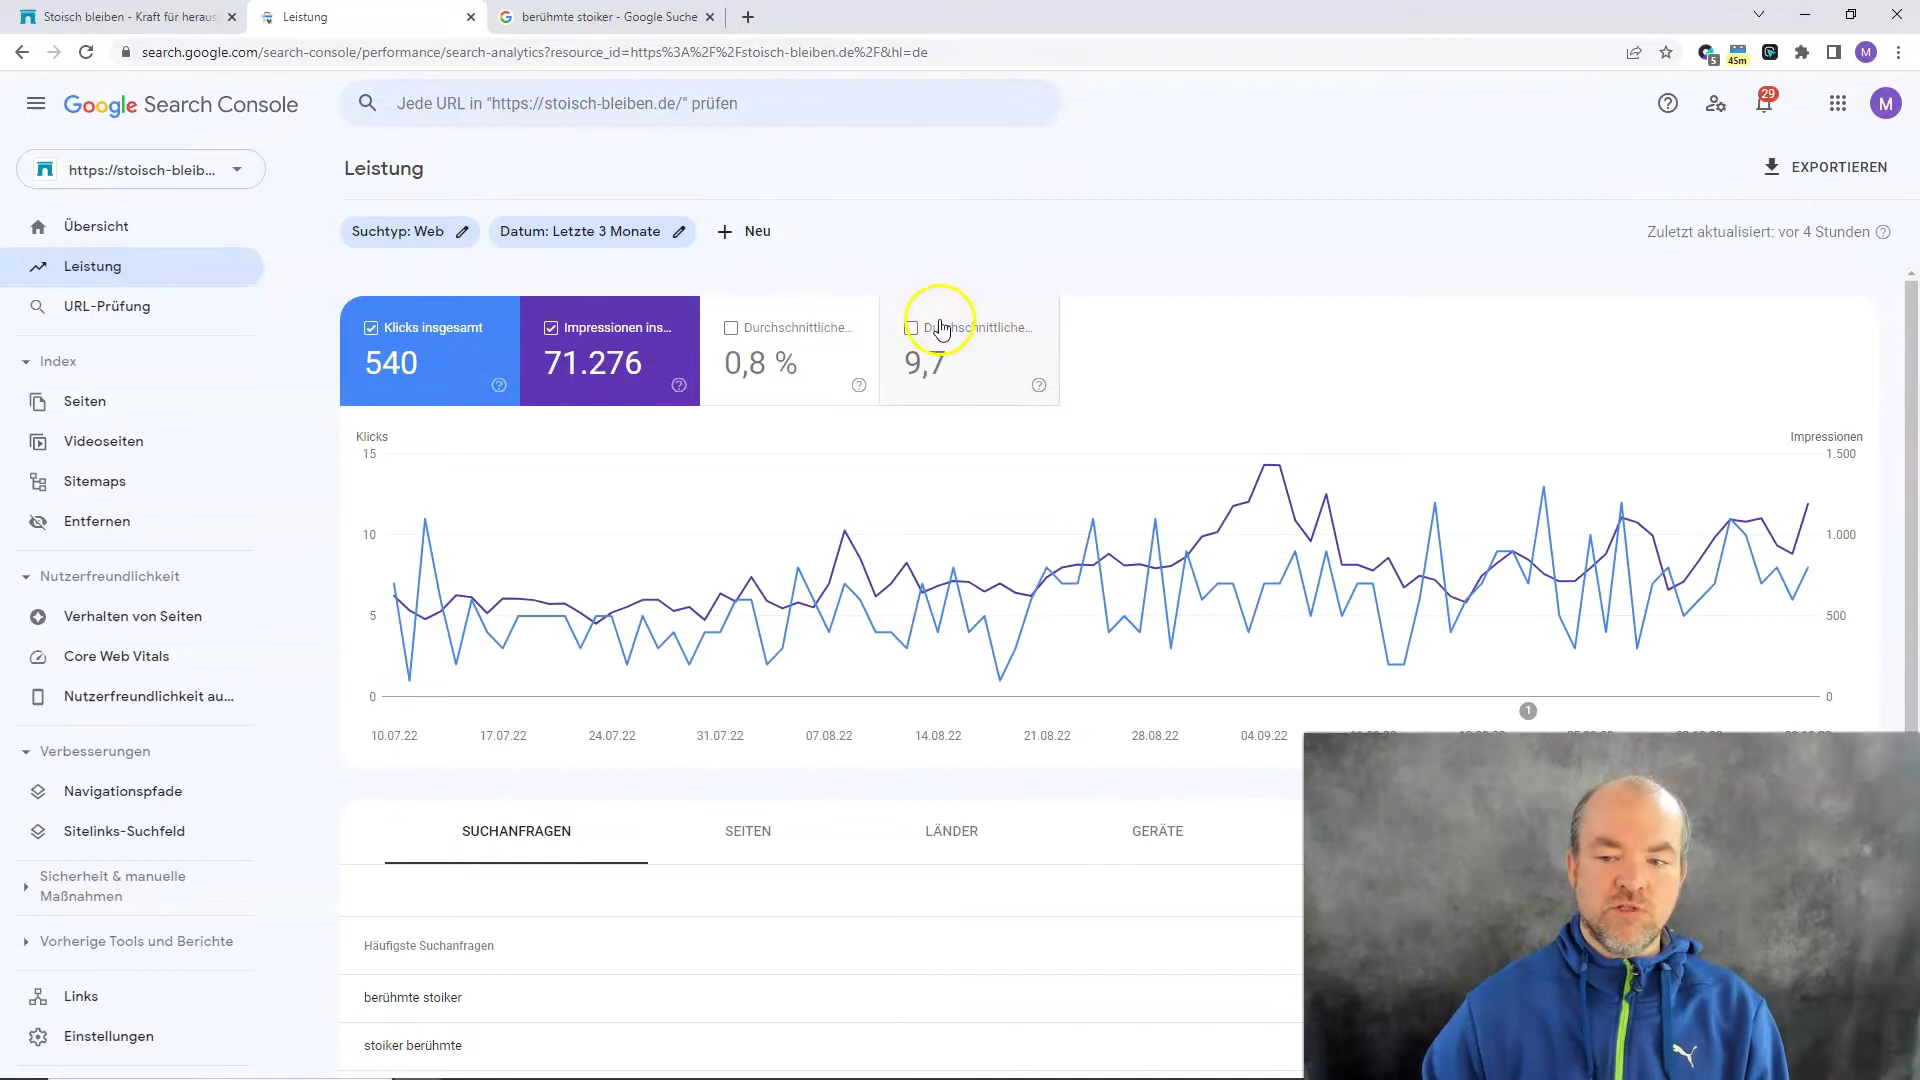 Stoisch bleiben - Kraft für heraus
Leistung
berühmte stoiker - Google Suche
search.google.com/search-console/performance/search-analytics?resource_id=https%3A%2F%2Fstoisch-bleiben.de%2F&hl=de
5
45m
M
Google Search Console
Jede URL in "https://stoisch-bleiben.de/" prüfen
29
M
https://stoisch-bleib...
Leistung
EXPORTIEREN
Suchtyp: Web
Datum: Letzte 3 Monate
Neu
Zuletzt aktualisiert: vor 4 Stunden
Übersicht
Leistung
URL-Prüfung
Index
Seiten
Videoseiten
Sitemaps
Entfernen
Nutzerfreundlichkeit
Verhalten von Seiten
Core Web Vitals
Nutzerfreundlichkeit au...
Verbesserungen
Navigationspfade
Sitelinks-Suchfeld
Sicherheit & manuelle
Maßnahmen
Vorherige Tools und Berichte
Links
Einstellungen
Klicks insgesamt
540
Impressionen ins...
71.276
Durchschnittliche...
0,8 %
Durchschnittliche...
9,7
Klicks
Impressionen
15
1.500
10
1.000
5
500
0
0
1
10.07.22
17.07.22
24.07.22
31.07.22
07.08.22
14.08.22
21.08.22
28.08.22
04.09.22
SUCHANFRAGEN
SEITEN
LÄNDER
GERÄTE
Häufigste Suchanfragen
berühmte stoiker
stoiker berühmte